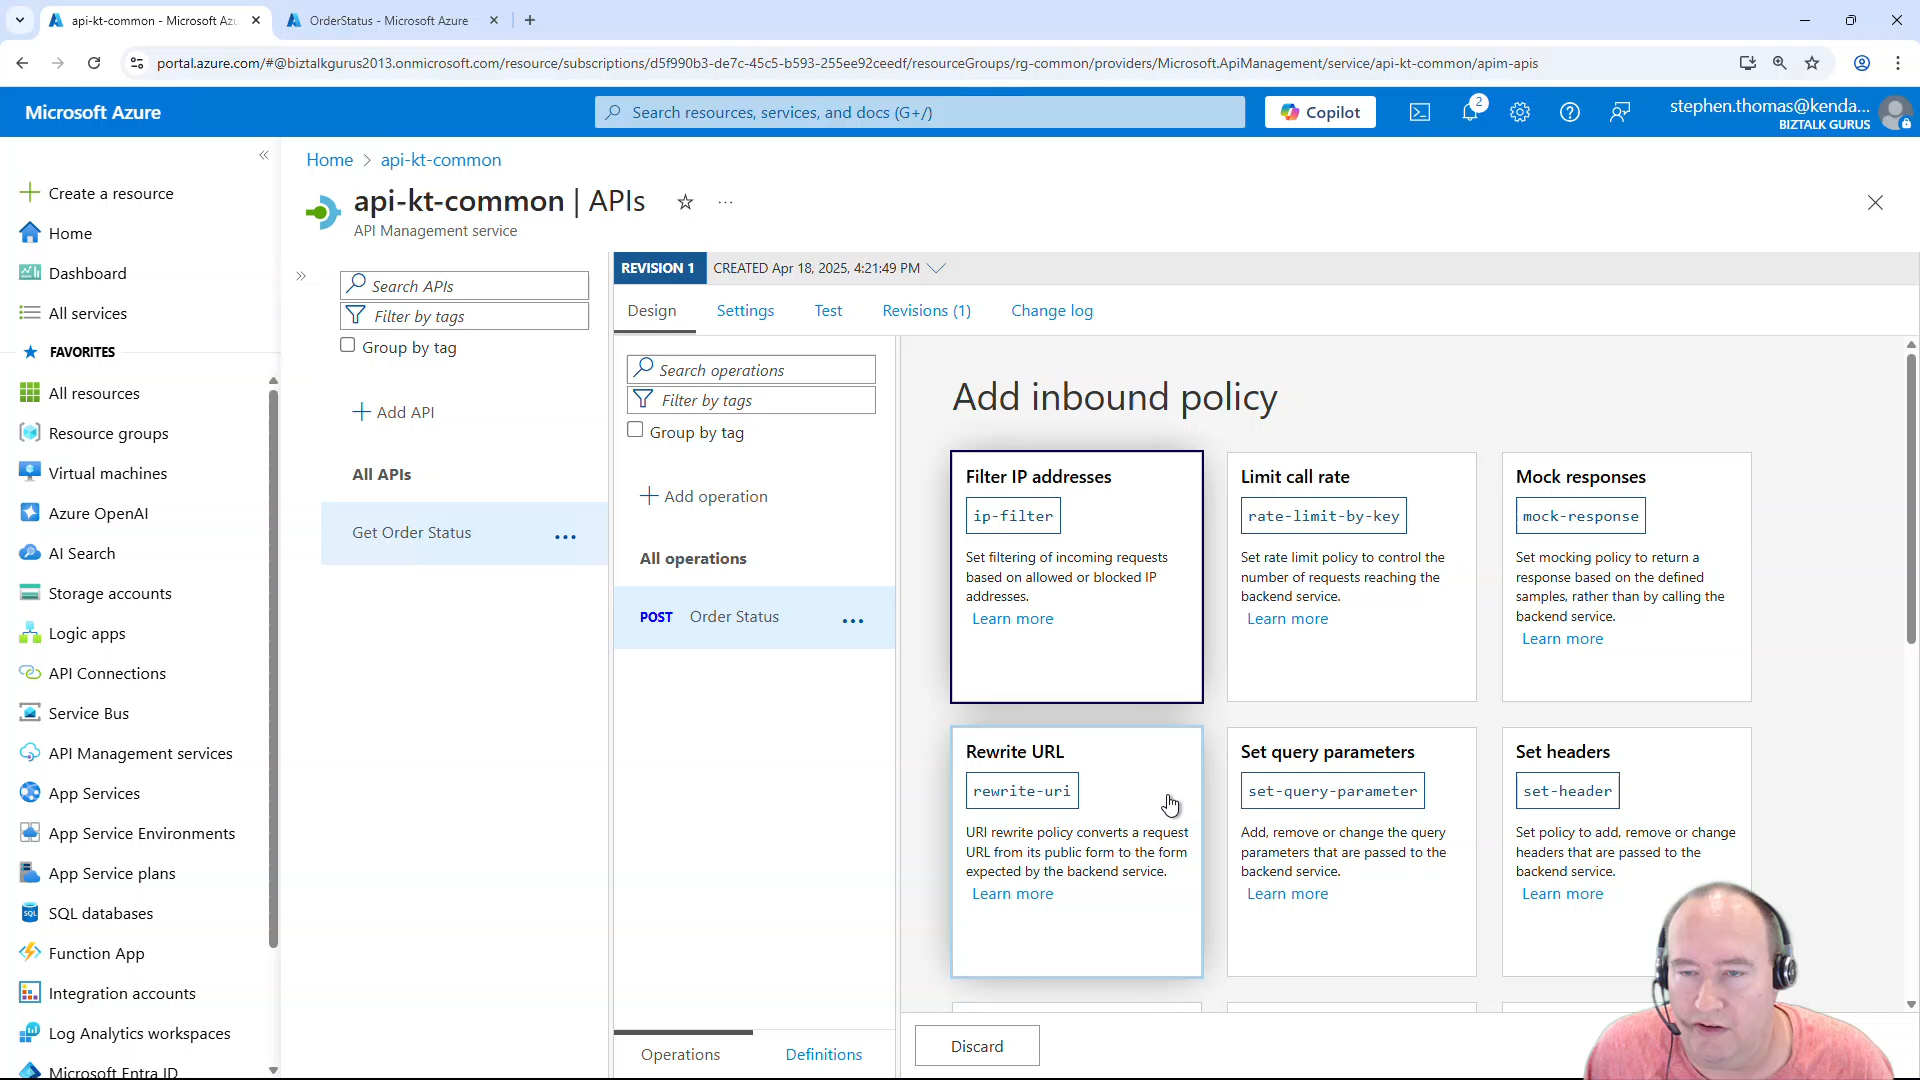 api-kt-common - Microsoft Azu
OrderStatus - Microsoft Azure
portal.azure.com/#@biztalkgurus2013.onmicrosoft.com/resource/subscriptions/d5f990b3-de7c-45c5-b593-255ee92ceedf/resourceGroups/rg-common/providers/Microsoft.ApiManagement/service/api-kt-common/apim-apis
Microsoft Azure
Search resources, services, and docs (G+/)
Copilot
2
stephen.thomas@kenda...
BIZTALK GURUS
Create a resource
Home
Dashboard
All services
FAVORITES
All resources
Resource groups
Virtual machines
Azure OpenAI
AI Search
Storage accounts
Logic apps
API Connections
Service Bus
API Management services
App Services
App Service Environments
App Service plans
SQL databases
Function App
Integration accounts
Log Analytics workspaces
Microsoft Entra ID
Home > api-kt-common
api-kt-common | APIs
API Management service
Search APIs
Filter by tags
Group by tag
Add API
All APIs
Get Order Status
REVISION 1
CREATED Apr 18, 2025, 4:21:49 PM
Design
Settings
Test
Revisions (1)
Change log
Search operations
Filter by tags
Group by tag
Add operation
All operations
POST Order Status
Operations
Definitions
Add inbound policy
Filter IP addresses
ip-filter
Set filtering of incoming requests
based on allowed or blocked IP
addresses.
Learn more
Limit call rate
rate-limit-by-key
Set rate limit policy to control the
number of requests reaching the
backend service.
Learn more
Mock responses
mock-response
Set mocking policy to return a
response based on the defined
samples, rather than by calling the
backend service.
Learn more
Rewrite URL
rewrite-uri
URI rewrite policy converts a request
URL from its public form to the form
expected by the backend service.
Learn more
Set query parameters
set-query-parameter
Add, remove or change the query
parameters that are passed to the
backend service.
Learn more
Set headers
set-header
Set policy to add, remove or change
headers that are passed to the
backend service.
Learn more
Discard